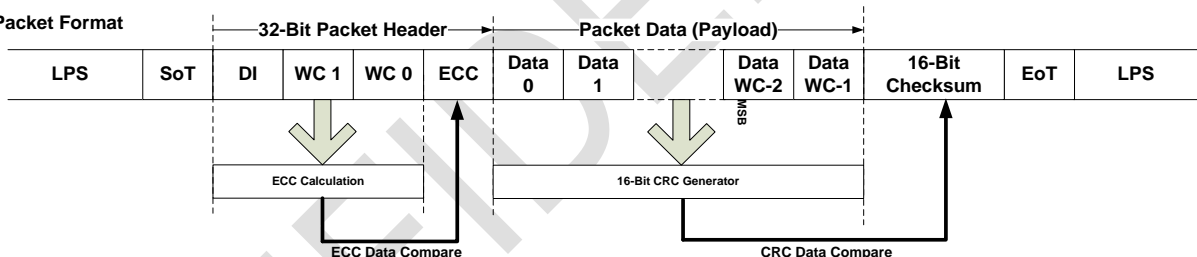 Packet Format
32-Bit Packet Header
Packet Data (Payload)
LPS
SoT
DI
WC 1
WC 0
ECC
Data 0
Data 1
Data WC-2
Data WC-1
16-Bit Checksum
EoT
LPS
MSB
ECC Calculation
16-Bit CRC Generator
ECC Data Compare
CRC Data Compare